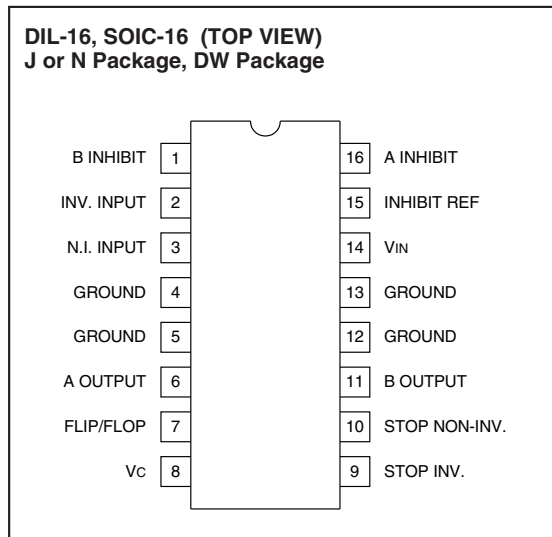 DIL-16, SOIC-16 (TOP VIEW)
J or N Package, DW Package
B INHIBIT 1 16 A INHIBIT
INV. INPUT 2 15 INHIBIT REF
N.I. INPUT 3 14 VIN
GROUND 4 13 GROUND
GROUND 5 12 GROUND
A OUTPUT 6 11 B OUTPUT
FLIP/FLOP 7 10 STOP NON-INV.
VC 8 9 STOP INV.